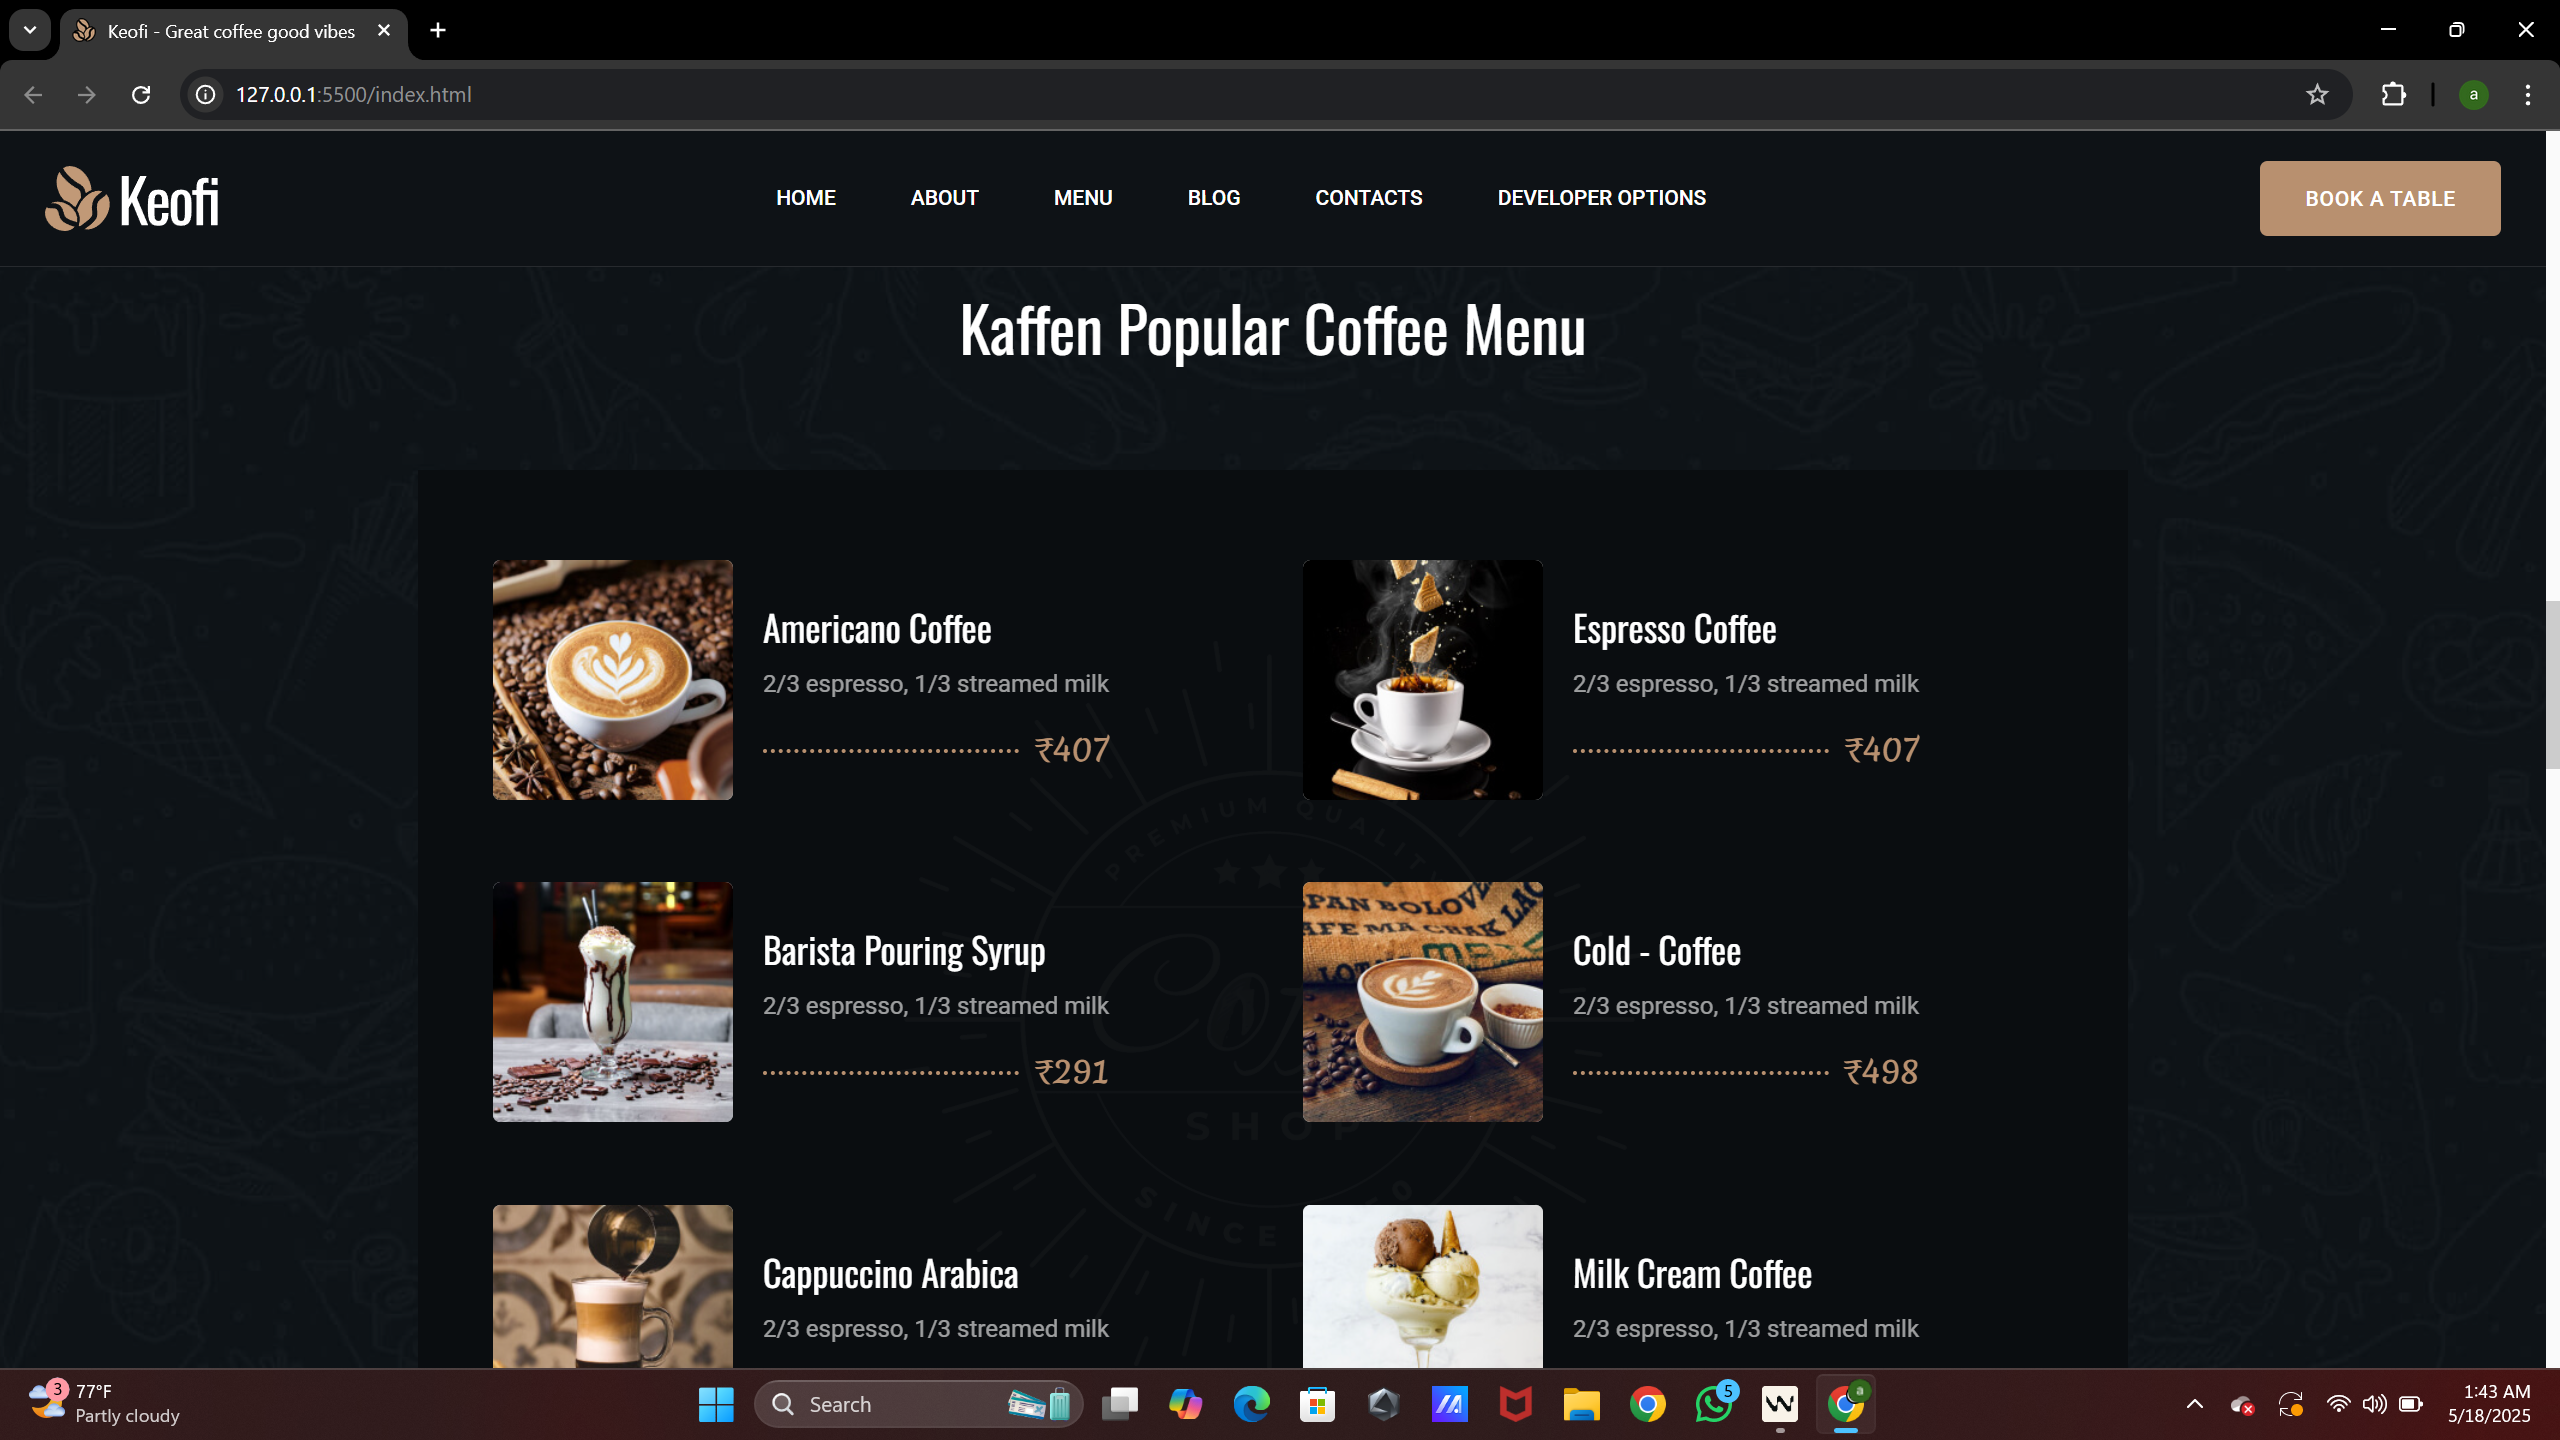 Keofi - Great coffee good vibes
127.0.0.1:5500/index.html
a
Keofi
HOME
ABOUT
MENU
BLOG
CONTACTS
DEVELOPER OPTIONS
BOOK A TABLE
Kaffen Popular Coffee Menu
Americano Coffee
2/3 espresso, 1/3 streamed milk
₹407
Espresso Coffee
2/3 espresso, 1/3 streamed milk
₹407
PREMIUM QUALIT
Barista Pouring Syrup
2/3 espresso, 1/3 streamed milk
₹291
Cold - Coffee
2/3 espresso, 1/3 streamed milk
₹498
SHOP
SINCE
Cappuccino Arabica
2/3 espresso, 1/3 streamed milk
Milk Cream Coffee
2/3 espresso, 1/3 streamed milk
3
77°F
Partly cloudy
Search
5
a
1:43 AM
5/18/2025